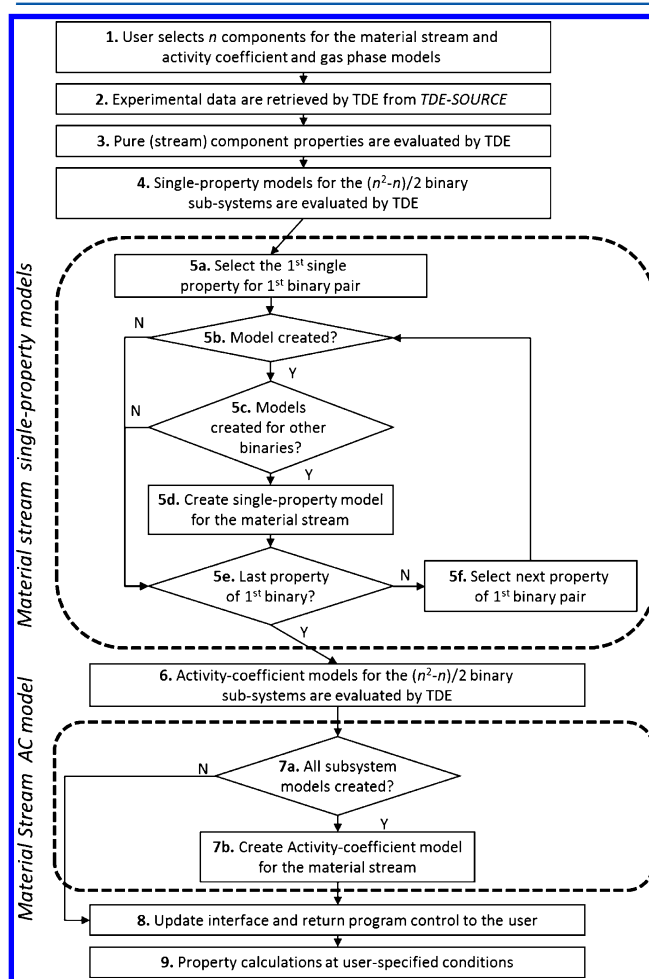 1. User selects n components for the material stream and
activity coefficient and gas phase models
2. Experimental data are retrieved by TDE from TDE-SOURCE
3. Pure (stream) component properties are evaluated by TDE
4. Single-property models for the (n²-n)/2 binary
sub-systems are evaluated by TDE
Material stream single-property models
5a. Select the 1st single
property for 1st binary pair
N
5b. Model created?
Y
N
5c. Models
created for other
binaries?
Y
5d. Create single-property model
for the material stream
5e. Last property
of 1st binary?
N
5f. Select next property
of 1st binary pair
Y
6. Activity-coefficient models for the (n²-n)/2 binary
sub-systems are evaluated by TDE
Material Stream AC model
N
7a. All subsystem
models created?
Y
7b. Create Activity-coefficient model
for the material stream
8. Update interface and return program control to the user
9. Property calculations at user-specified conditions